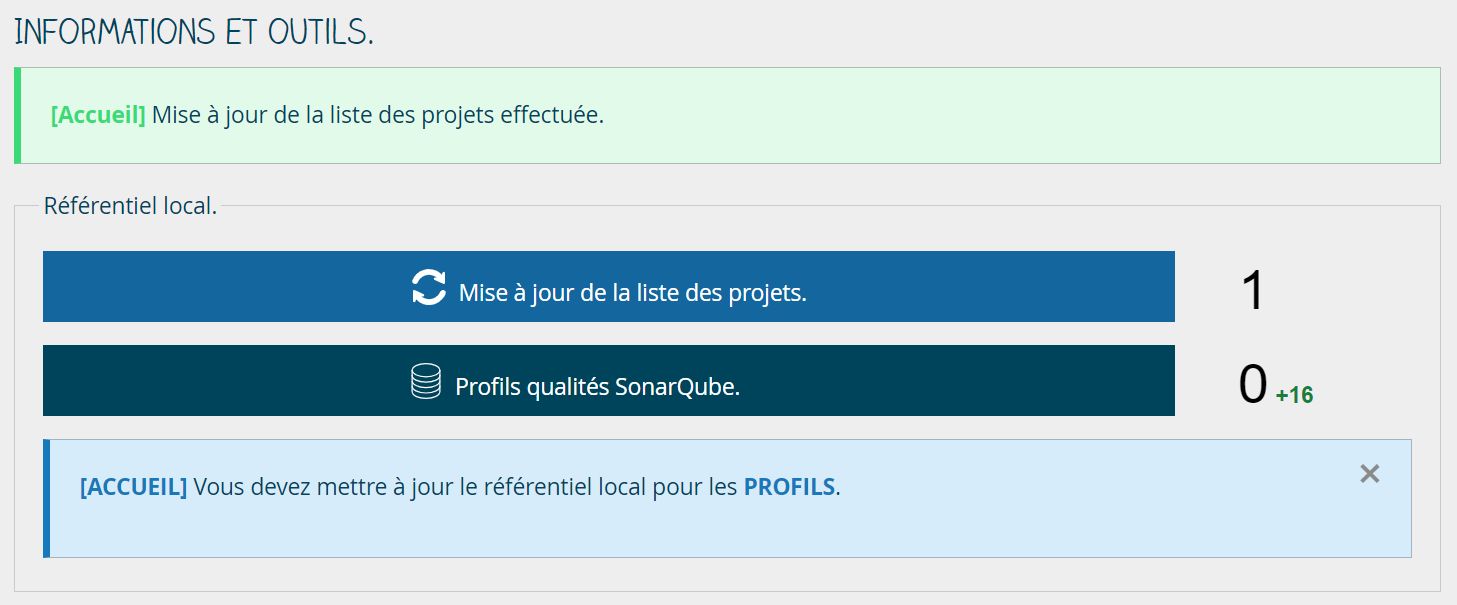 INFORMATIONS ET OUTILS.
[Accueil] Mise à jour de la liste des projets effectuée.
Référentiel local.
Mise à jour de la liste des projets. 1
Profils qualités SonarQube. 0 +16
[ACCUEIL] Vous devez mettre à jour le référentiel local pour les PROFILS.